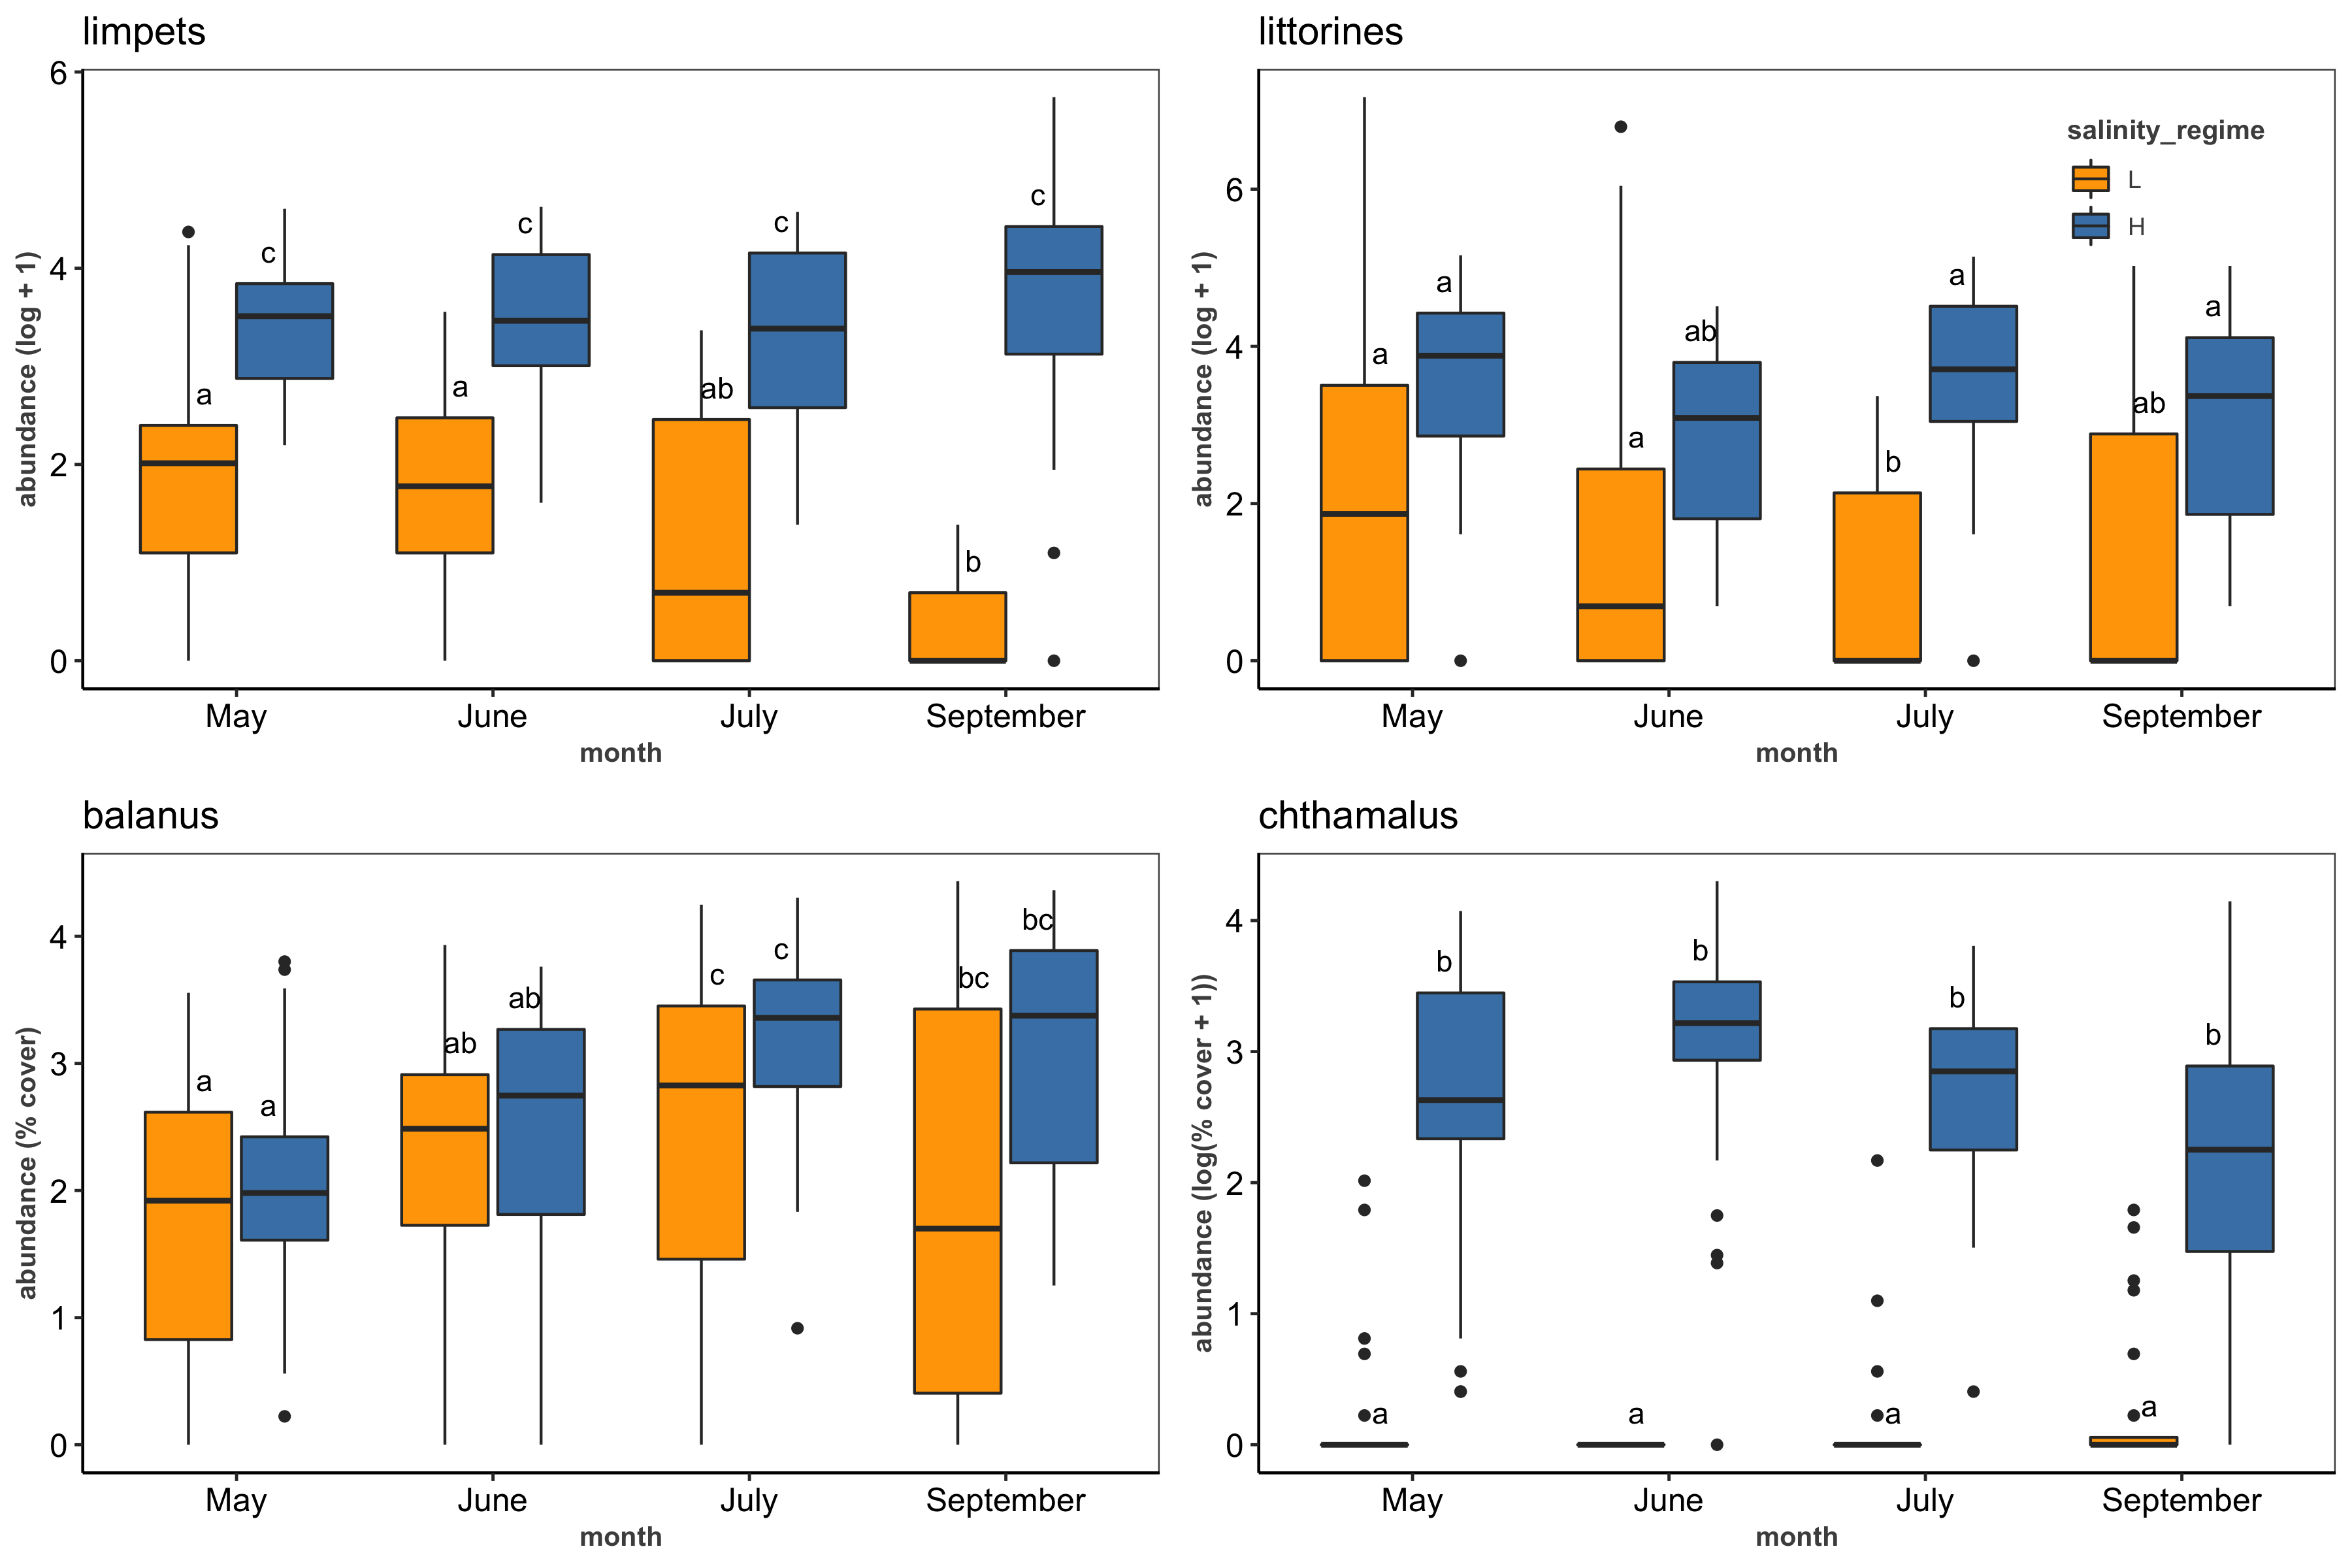 limpets
abundance (log + 1)
6
4
2
0
a
c
a
c
ab
c
b
c
May
June
July
September
month
littorines
abundance (log + 1)
6
4
2
0
a
a
a
ab
b
a
ab
a
salinity_regime
L
H
May
June
July
September
month
balanus
abundance (% cover)
4
3
2
1
0
a
a
ab
ab
c
c
bc
bc
May
June
July
September
month
chthamalus
abundance (log(% cover + 1))
4
3
2
1
0
a
b
a
b
a
b
a
b
May
June
July
September
month